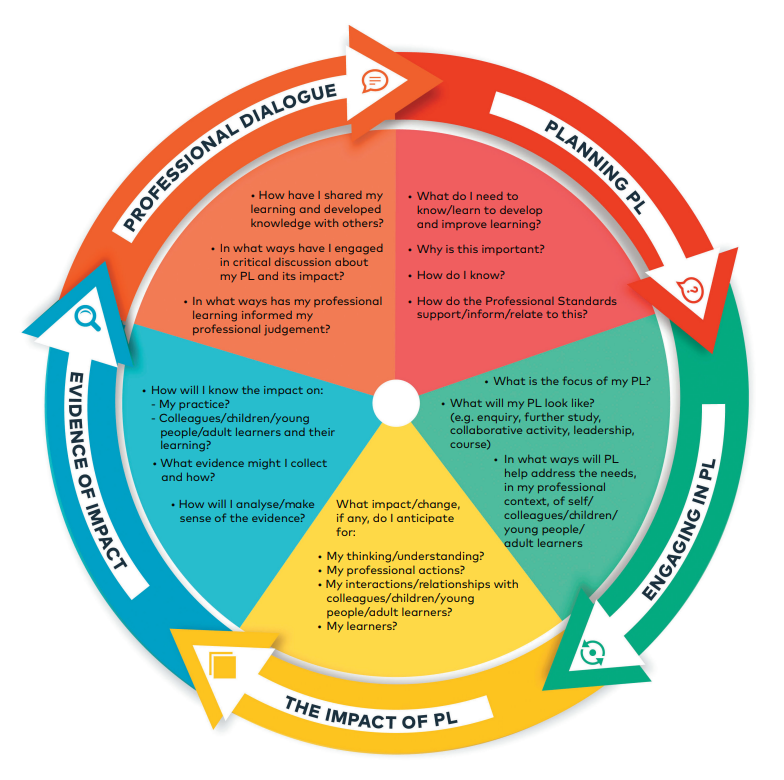 PROFESSIONAL DIALOGUE
• How have I shared my
learning and developed
knowledge with others?
• In what ways have I engaged
in critical discussion about
my PL and its impact?
• In what ways has my professional
learning informed my
professional judgement?
PLANNING PL
• What do I need to
know/learn to develop
and improve learning?
• Why is this important?
• How do I know?
• How do the Professional Standards
support/inform/relate to this?
ENGAGING IN PL
• What is the focus of my PL?
• What will my PL look like?
(e.g. enquiry, further study,
collaborative activity, leadership,
course)
• In what ways will PL
help address the needs,
in my professional
context, of self/
colleagues/children/
young people/
adult learners
THE IMPACT OF PL
What impact/change,
if any, do I anticipate
for:
• My thinking/understanding?
• My professional actions?
• My interactions/relationships with
colleagues/children/young
people/adult learners?
• My learners?
EVIDENCE OF IMPACT
• How will I know the impact on:
- My practice?
- Colleagues/children/young
people/adult learners and their
learning?
• What evidence might I collect
and how?
• How will I analyse/make
sense of the evidence?